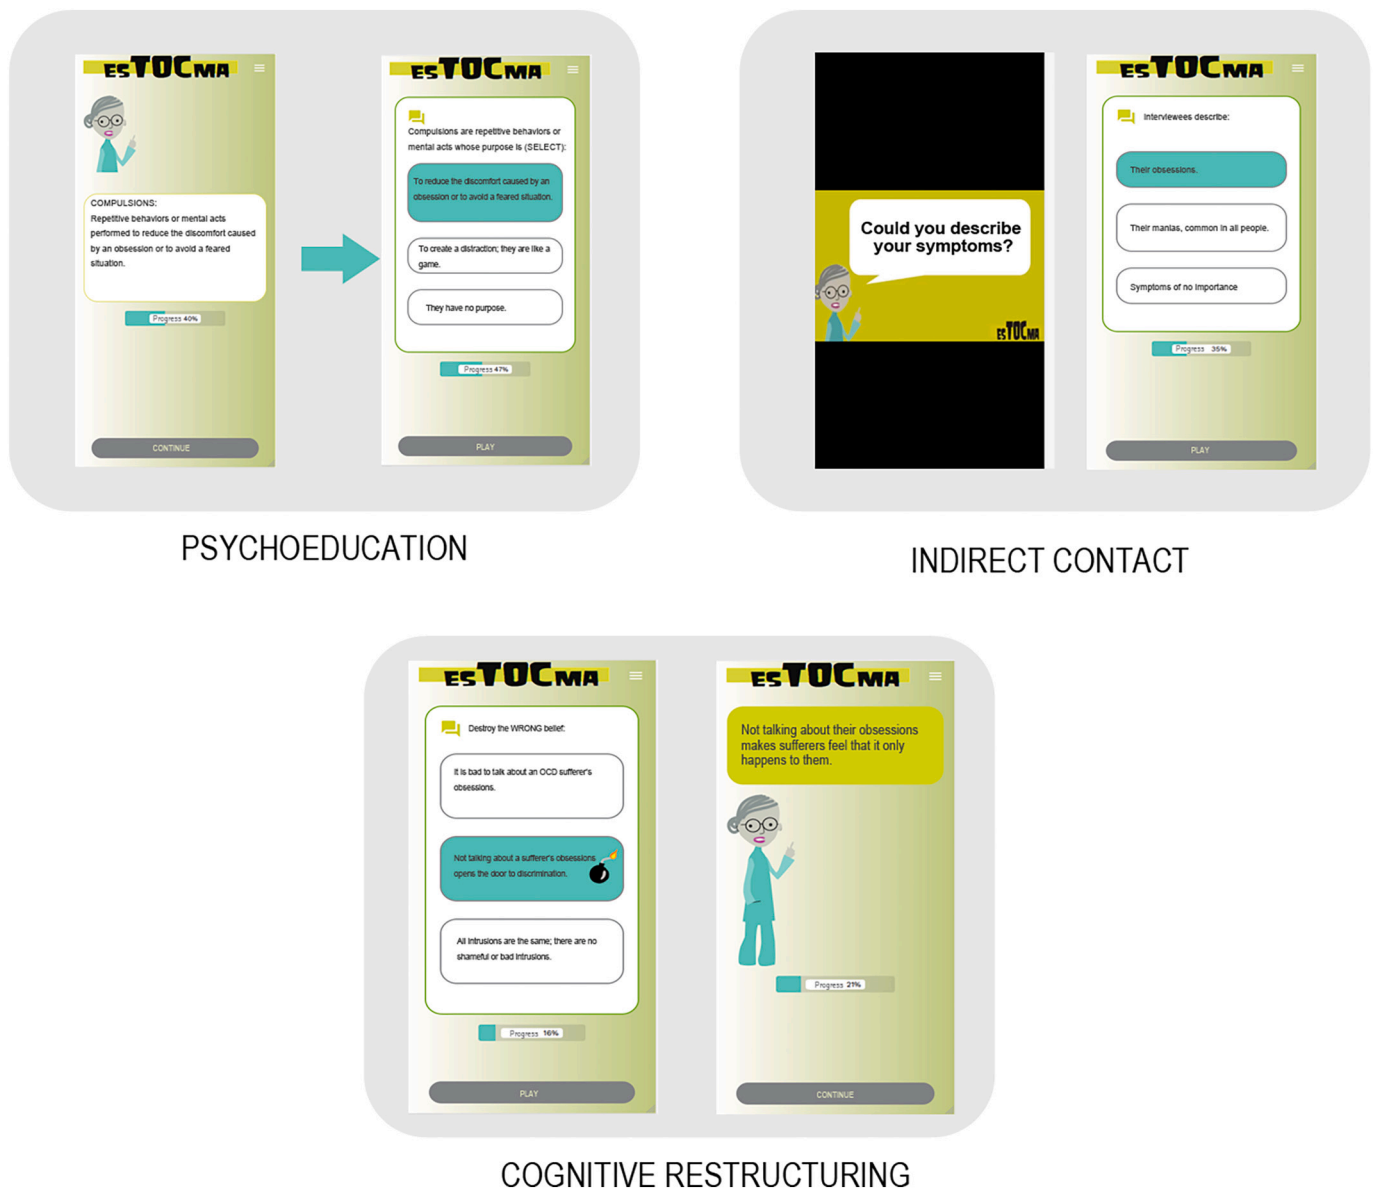 esTOCma
COMPULSIONS:
Repetitive behaviors or mental acts
performed to reduce the discomfort caused
by an obsession or to avoid a feared
situation.
Progress 40%
CONTINUE
esTOCma
Compulsions are repetitive behaviors or
mental acts whose purpose is (SELECT):
To reduce the discomfort caused by an
obsession or to avoid a feared situation.
To create a distraction; they are like a
game.
They have no purpose.
Progress 47%
PLAY
PSYCHOEDUCATION
Could you describe
your symptoms?
esTOCma
esTOCma
Interviewees describe:
Their obsessions.
Their manias, common in all people.
Symptoms of no importance
Progress 35%
PLAY
INDIRECT CONTACT
esTOCma
Destroy the WRONG belief:
It is bad to talk about an OCD sufferer's
obsessions.
Not talking about a sufferer's obsessions
opens the door to discrimination.
All intrusions are the same; there are no
shameful or bad intrusions.
Progress 16%
PLAY
esTOCma
Not talking about their obsessions
makes sufferers feel that it only
happens to them.
Progress 21%
CONTINUE
COGNITIVE RESTRUCTURING